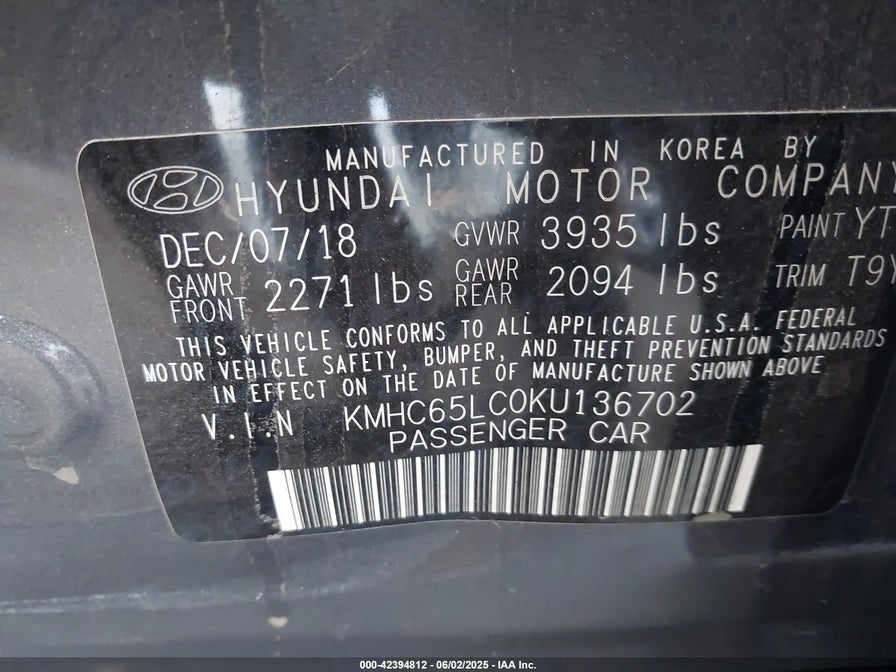 MANUFACTURED IN KOREA BY
HYUNDAI MOTOR COMPANY
DEC/07/18 GVWR 3935 lbs PAINT YT
GAWR FRONT 2271 lbs GAWR REAR 2094 lbs TRIM T9Y
THIS VEHICLE CONFORMS TO ALL APPLICABLE U.S.A. FEDERAL
MOTOR VEHICLE SAFETY, BUMPER, AND THEFT PREVENTION STANDARDS
IN EFFECT ON THE DATE OF MANUFACTURE SHOWN ABOVE
V.I.N KMHC65LC0KU136702
PASSENGER CAR
000-42394812 - 06/02/2025 - IAA Inc.